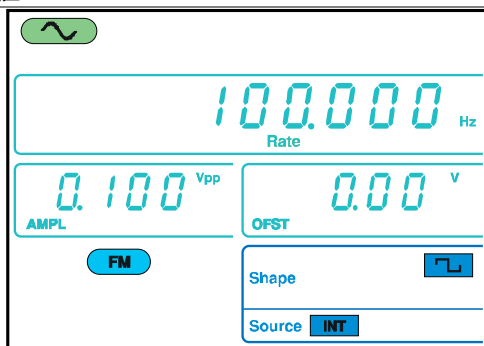 100.000 Hz
Rate
0.100 Vpp
AMPL
0.00 V
OFST
FM
Shape
Source INT